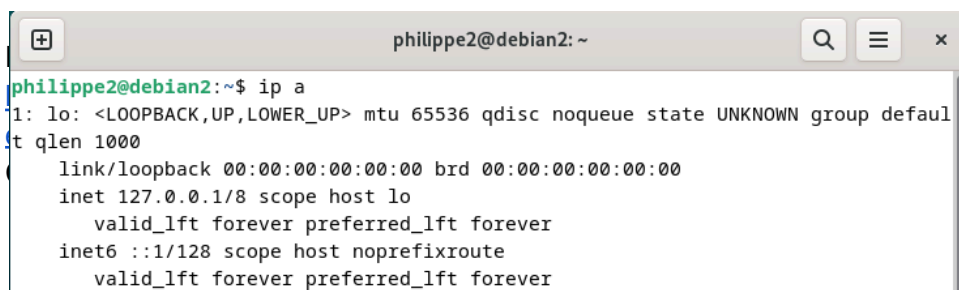 philippe2@debian2: ~
philippe2@debian2:~$ ip a
1: lo: <LOOPBACK,UP,LOWER_UP> mtu 65536 qdisc noqueue state UNKNOWN group defaul
t qlen 1000
    link/loopback 00:00:00:00:00:00 brd 00:00:00:00:00:00
    inet 127.0.0.1/8 scope host lo
       valid_lft forever preferred_lft forever
    inet6 ::1/128 scope host noprefixroute
       valid_lft forever preferred_lft forever